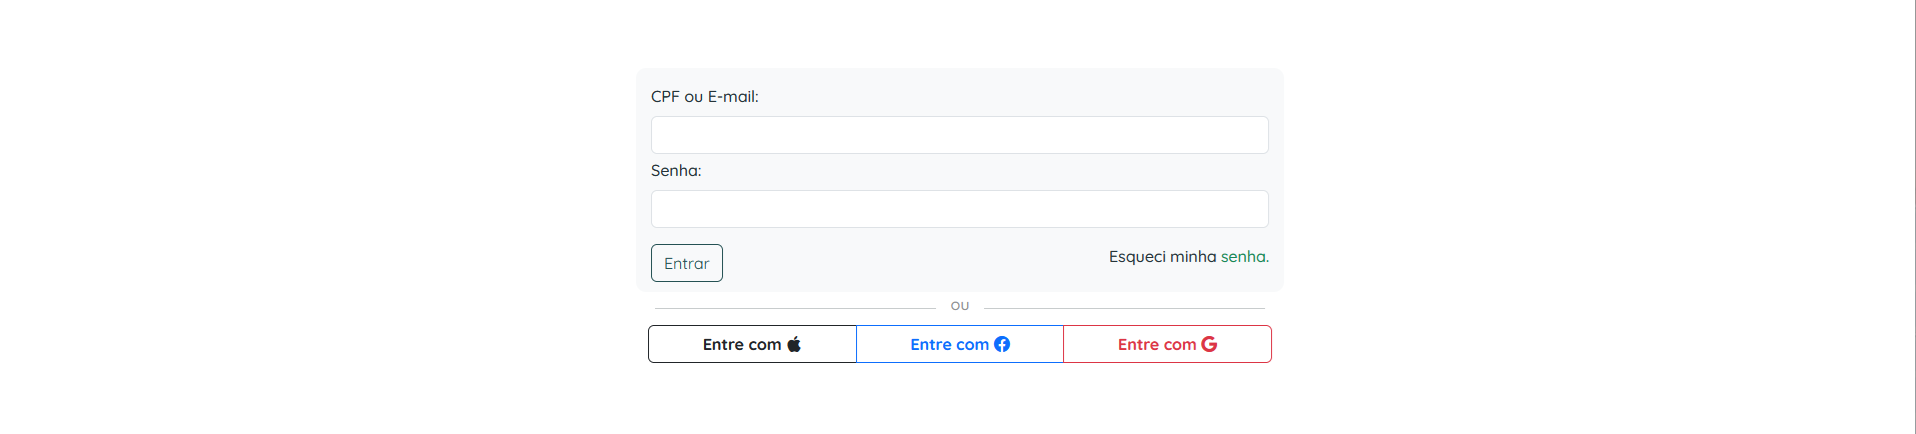 CPF ou E-mail:
Senha:
Entrar
Esqueci minha senha.
OU
Entre com
Entre com
Entre com